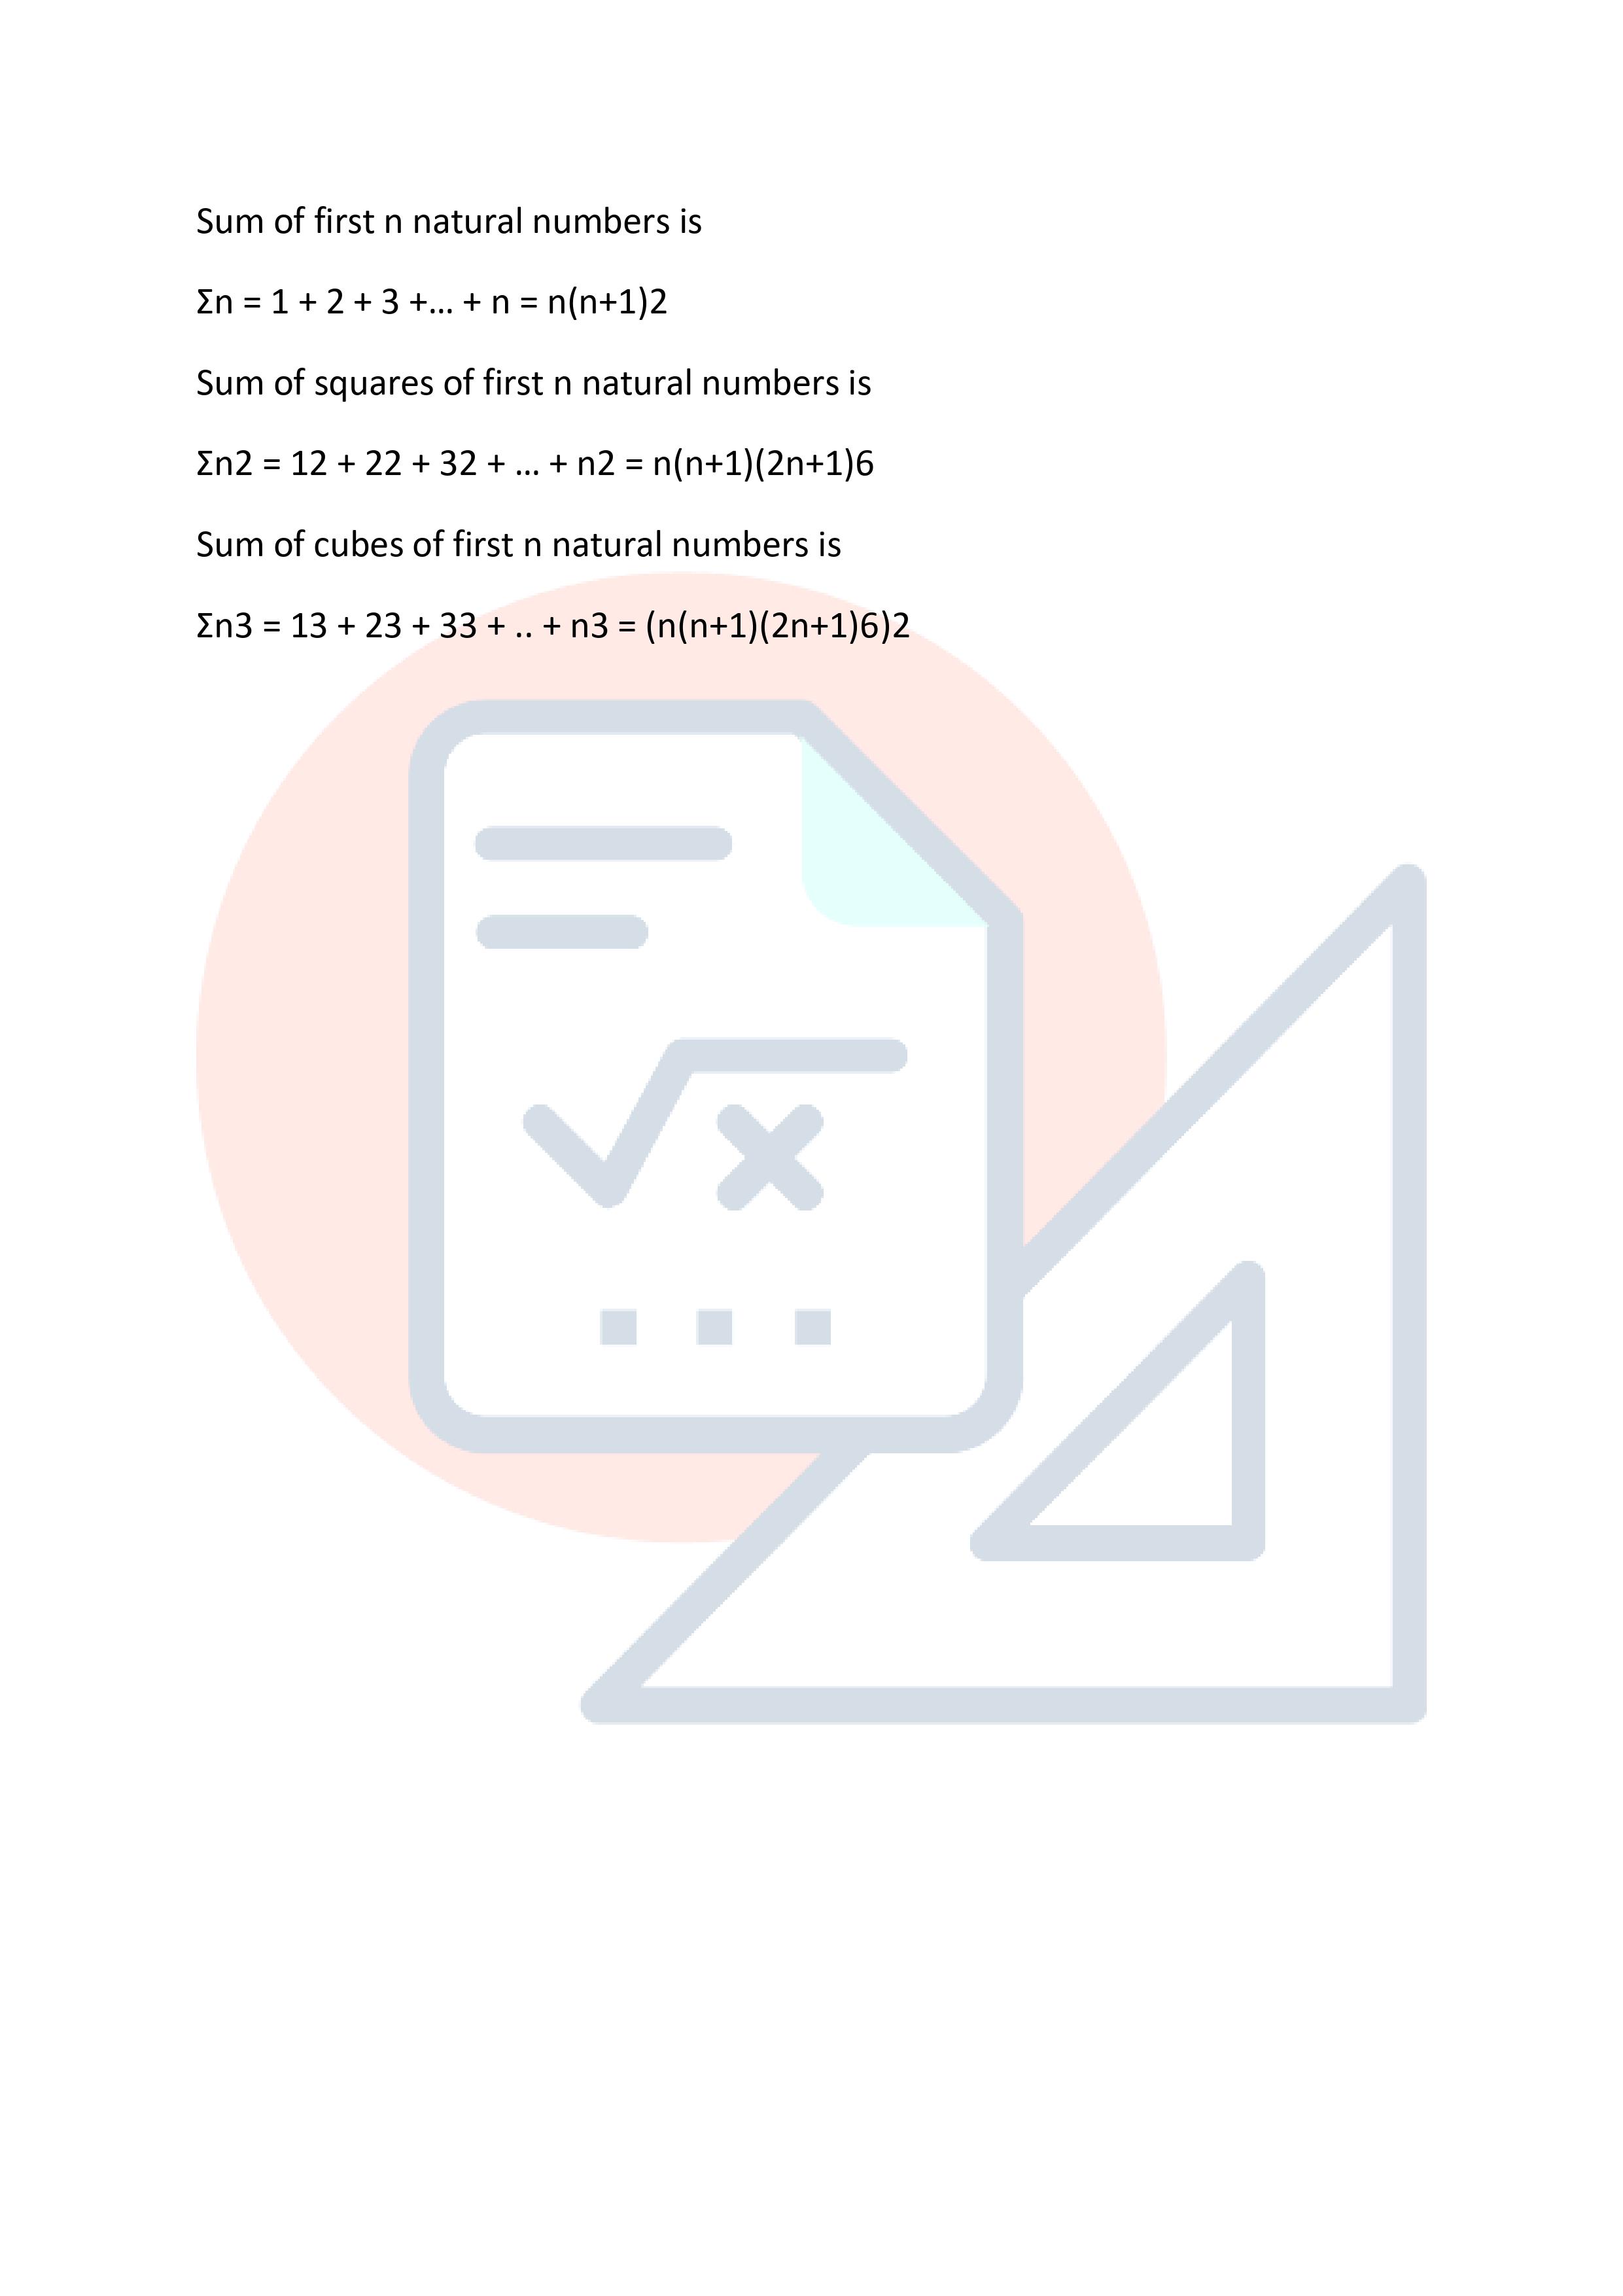 Sum of first n natural numbers is
Σn = 1 + 2 + 3 +… + n = n(n+1)2
Sum of squares of first n natural numbers is
Σn2 = 12 + 22 + 32 + … + n2 = n(n+1)(2n+1)6
Sum of cubes of first n natural numbers is
Σn3 = 13 + 23 + 33 + .. + n3 = (n(n+1)(2n+1)6)2